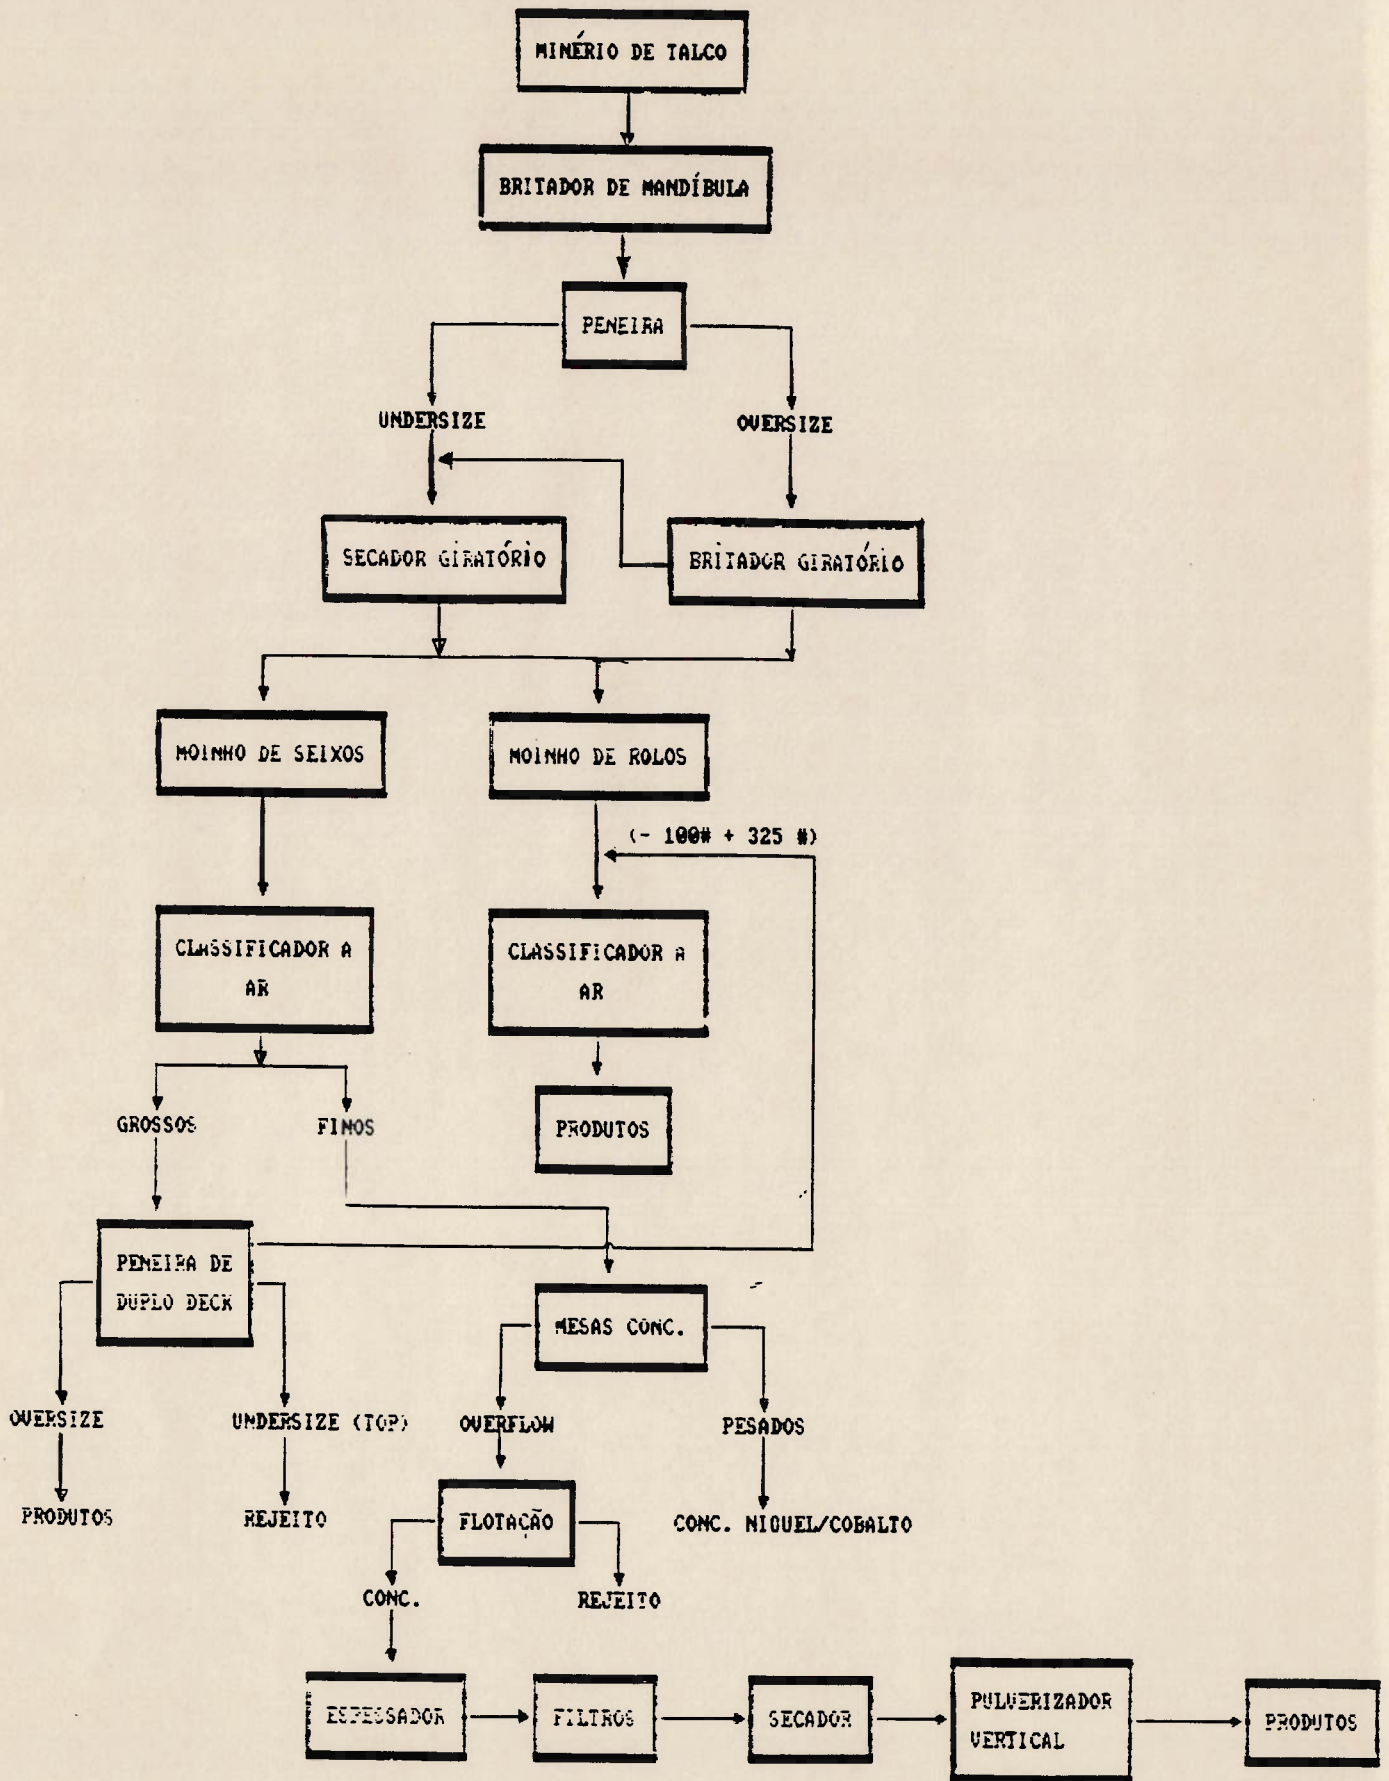 MINÉRIO DE TALCO
BRITADOR DE MANDÍBULA
PENEIRA
UNDERSIZE
OVERSIZE
SECADOR GIRATÓRIO
BRITADOR GIRATÓRIO
MOINHO DE SEIXOS
MOINHO DE ROLOS
(- 100# + 325 #)
CLASSIFICADOR A
AR
CLASSIFICADOR A
AR
GROSSOS
FINOS
PRODUTOS
PENEIRA DE
DUPLO DECK
MESAS CONC.
OVERSIZE
UNDERSIZE (TOP)
OVERFLOW
PESADOS
PRODUTOS
REJEITO
FLOTAÇÃO
CONC. NIQUEL/COBALTO
CONC.
REJEITO
ESPESSADOR
FILTROS
SECADOR
PULVERIZADOR
VERTICAL
PRODUTOS